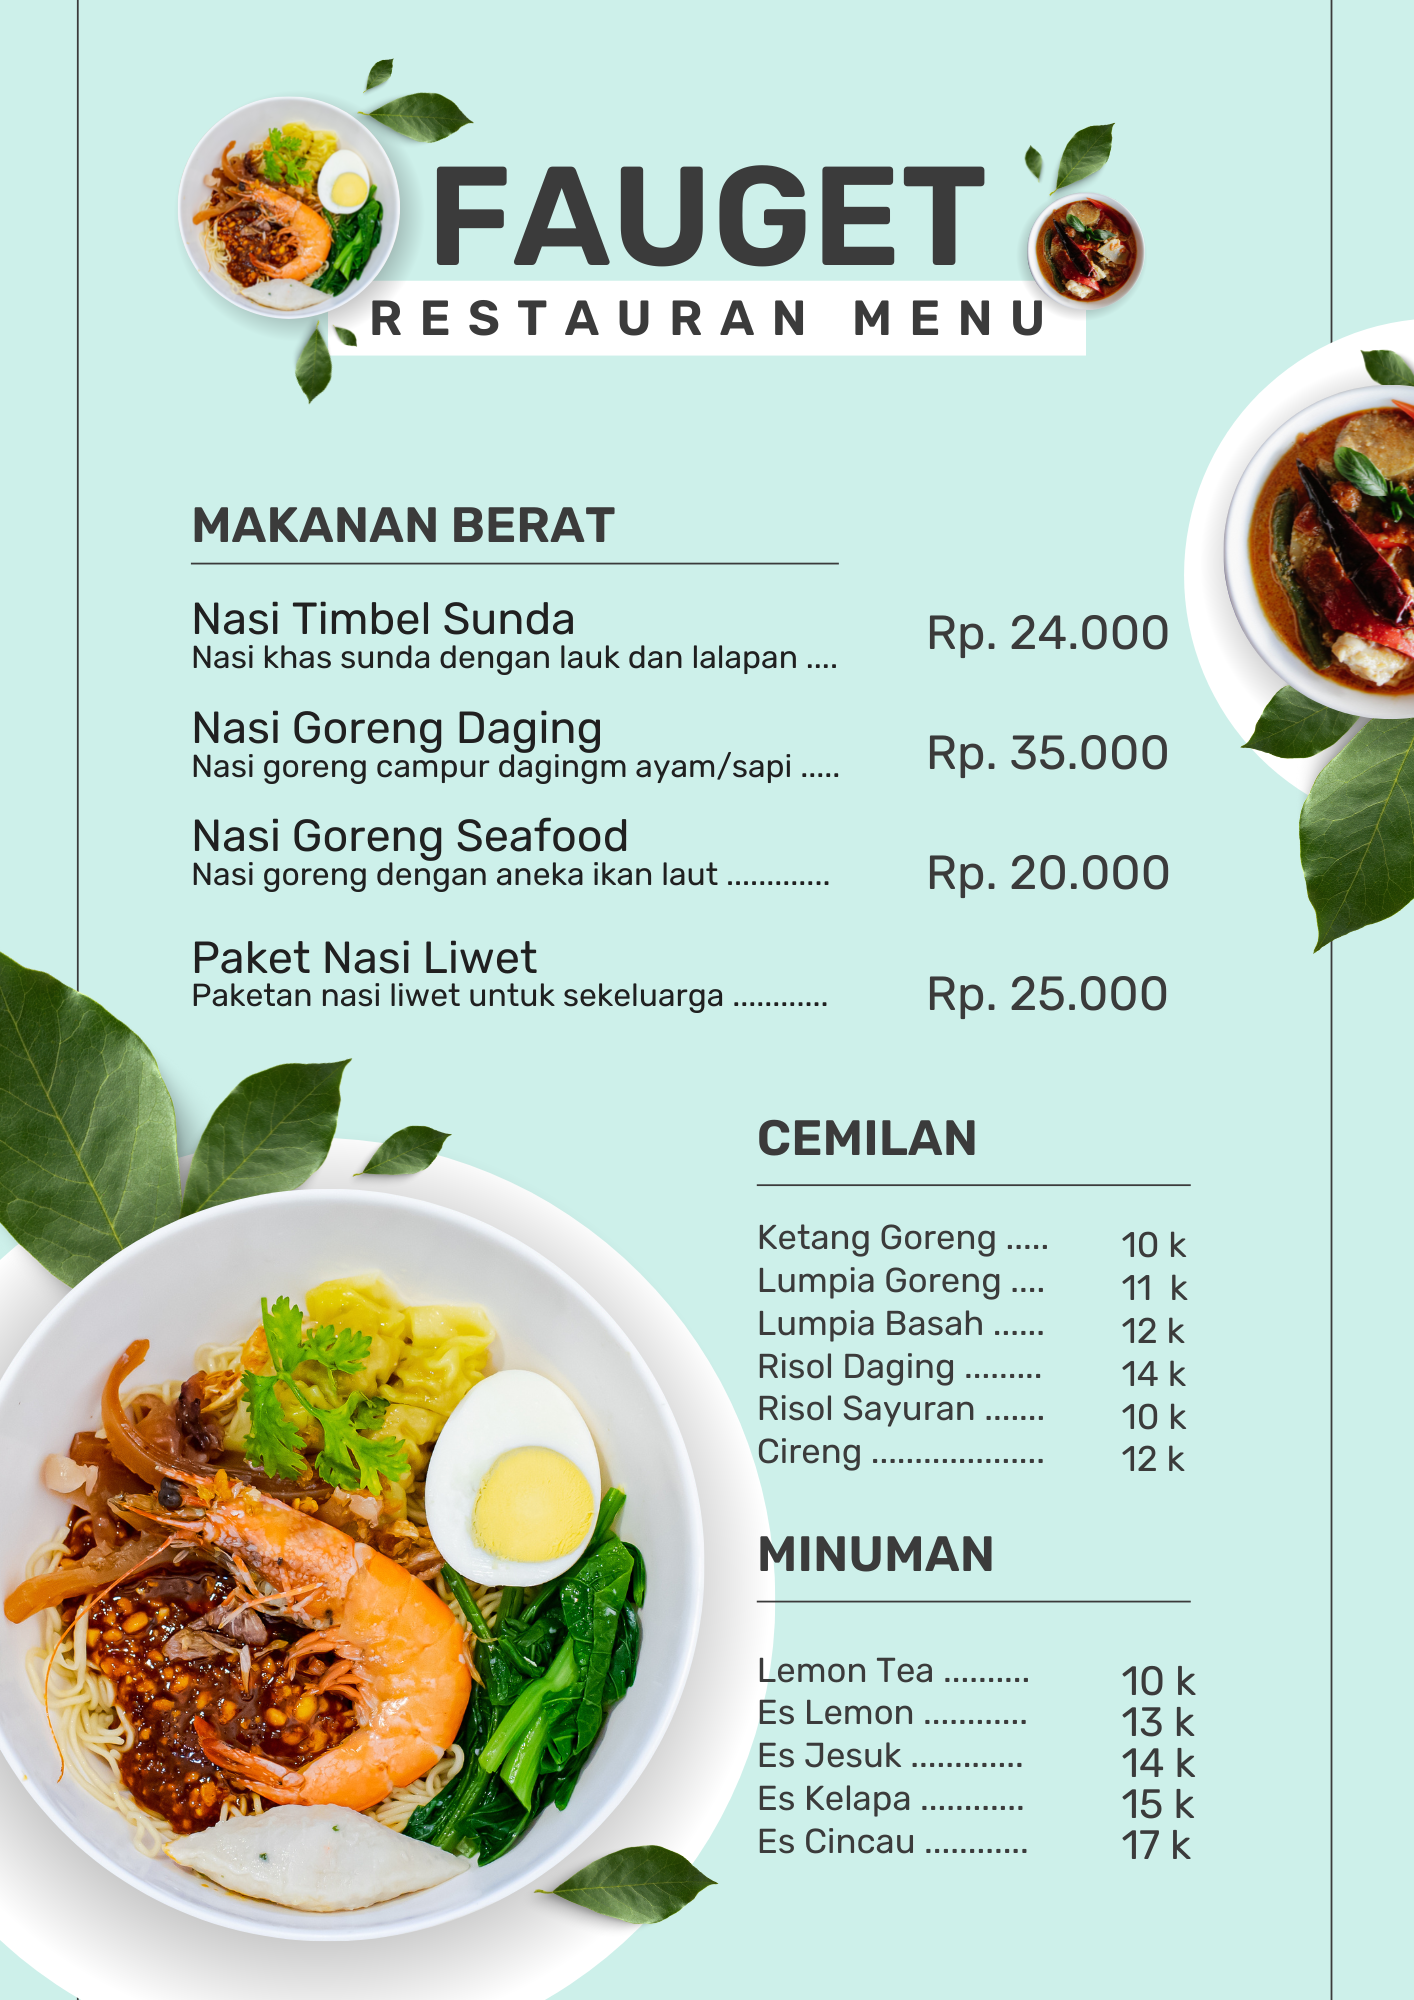 FAUGET
RESTAURAN MENU
MAKANAN BERAT
Nasi Timbel Sunda
Nasi khas sunda dengan lauk dan lalapan ....
Rp. 24.000
Nasi Goreng Daging
Nasi goreng campur dagingm ayam/sapi .....
Rp. 35.000
Nasi Goreng Seafood
Nasi goreng dengan aneka ikan laut .............
Rp. 20.000
Paket Nasi Liwet
Paketan nasi liwet untuk sekeluarga ............
Rp. 25.000
CEMILAN
Ketang Goreng ..... 10 k
Lumpia Goreng .... 11 k
Lumpia Basah ...... 12 k
Risol Daging ......... 14 k
Risol Sayuran ....... 10 k
Cireng .................... 12 k
MINUMAN
Lemon Tea .......... 10 k
Es Lemon ............ 13 k
Es Jesuk ............. 14 k
Es Kelapa ............ 15 k
Es Cincau ............ 17 k